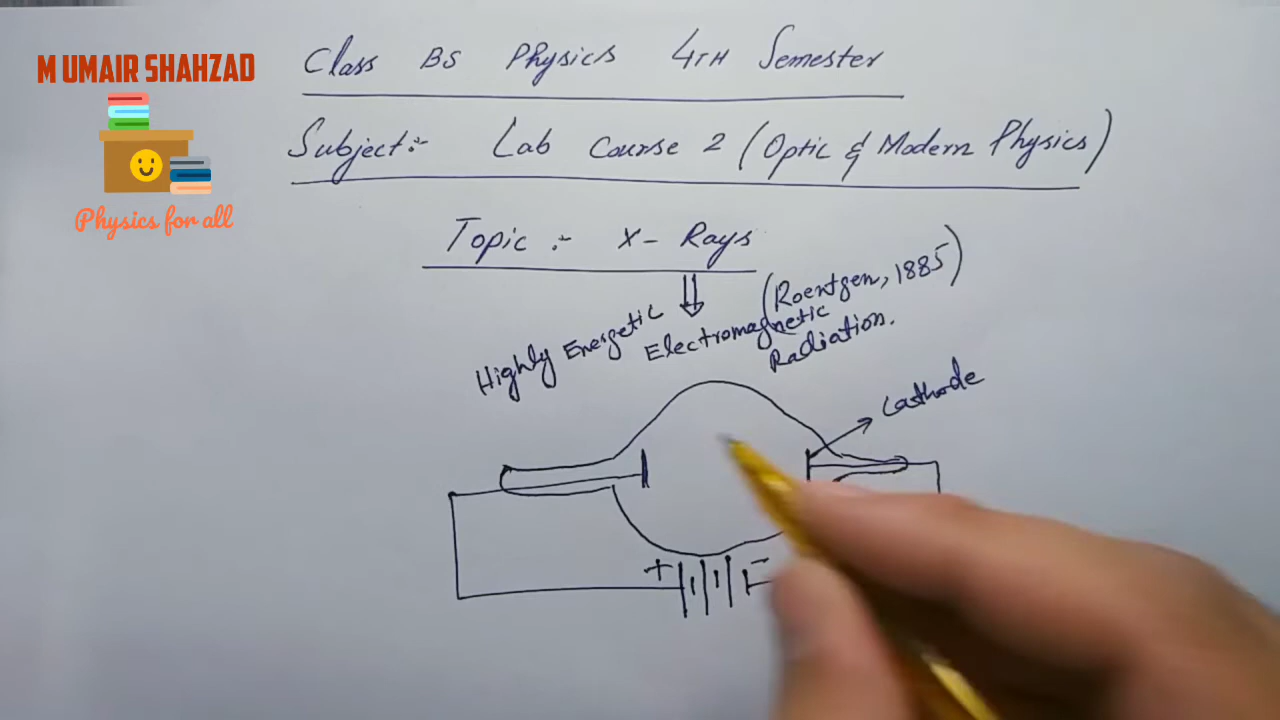 M UMAIR SHAHZAD
Physics for all
Class BS Physics 4TH Semester
Subject:- Lab Course 2 (Optic & Modern Physics)
Topic :- X-Rays
(Roentgen, 1885)
Highly Energetic Electromagnetic
Radiation.
Cathode
+ -